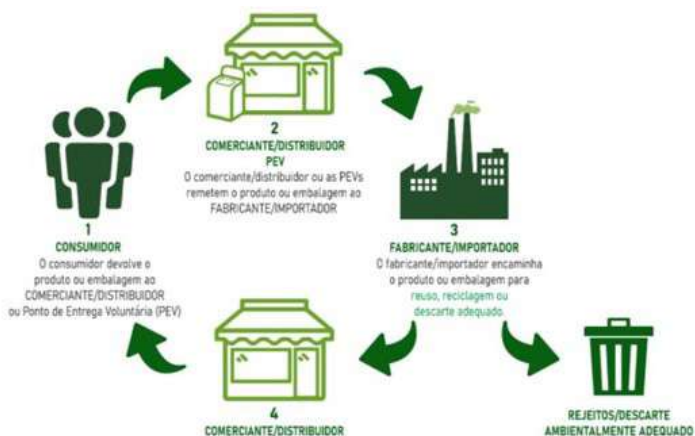 2
COMERCIANTE/DISTRIBUIDOR
PEV
O comerciante/distribuidor ou as PEVs
remetem o produto ou embalagem ao
FABRICANTE/IMPORTADOR
1
CONSUMIDOR
O consumidor devolve o
produto ou embalagem ao
COMERCIANTE/DISTRIBUIDOR
ou Ponto de Entrega Voluntária (PEV)
3
FABRICANTE/IMPORTADOR
O fabricante/importador encaminha
o produto ou embalagem para
reuso, reciclagem ou
descarte adequado.
4
COMERCIANTE/DISTRIBUIDOR
REJEITOS/DESCARTE
AMBIENTALMENTE ADEQUADO